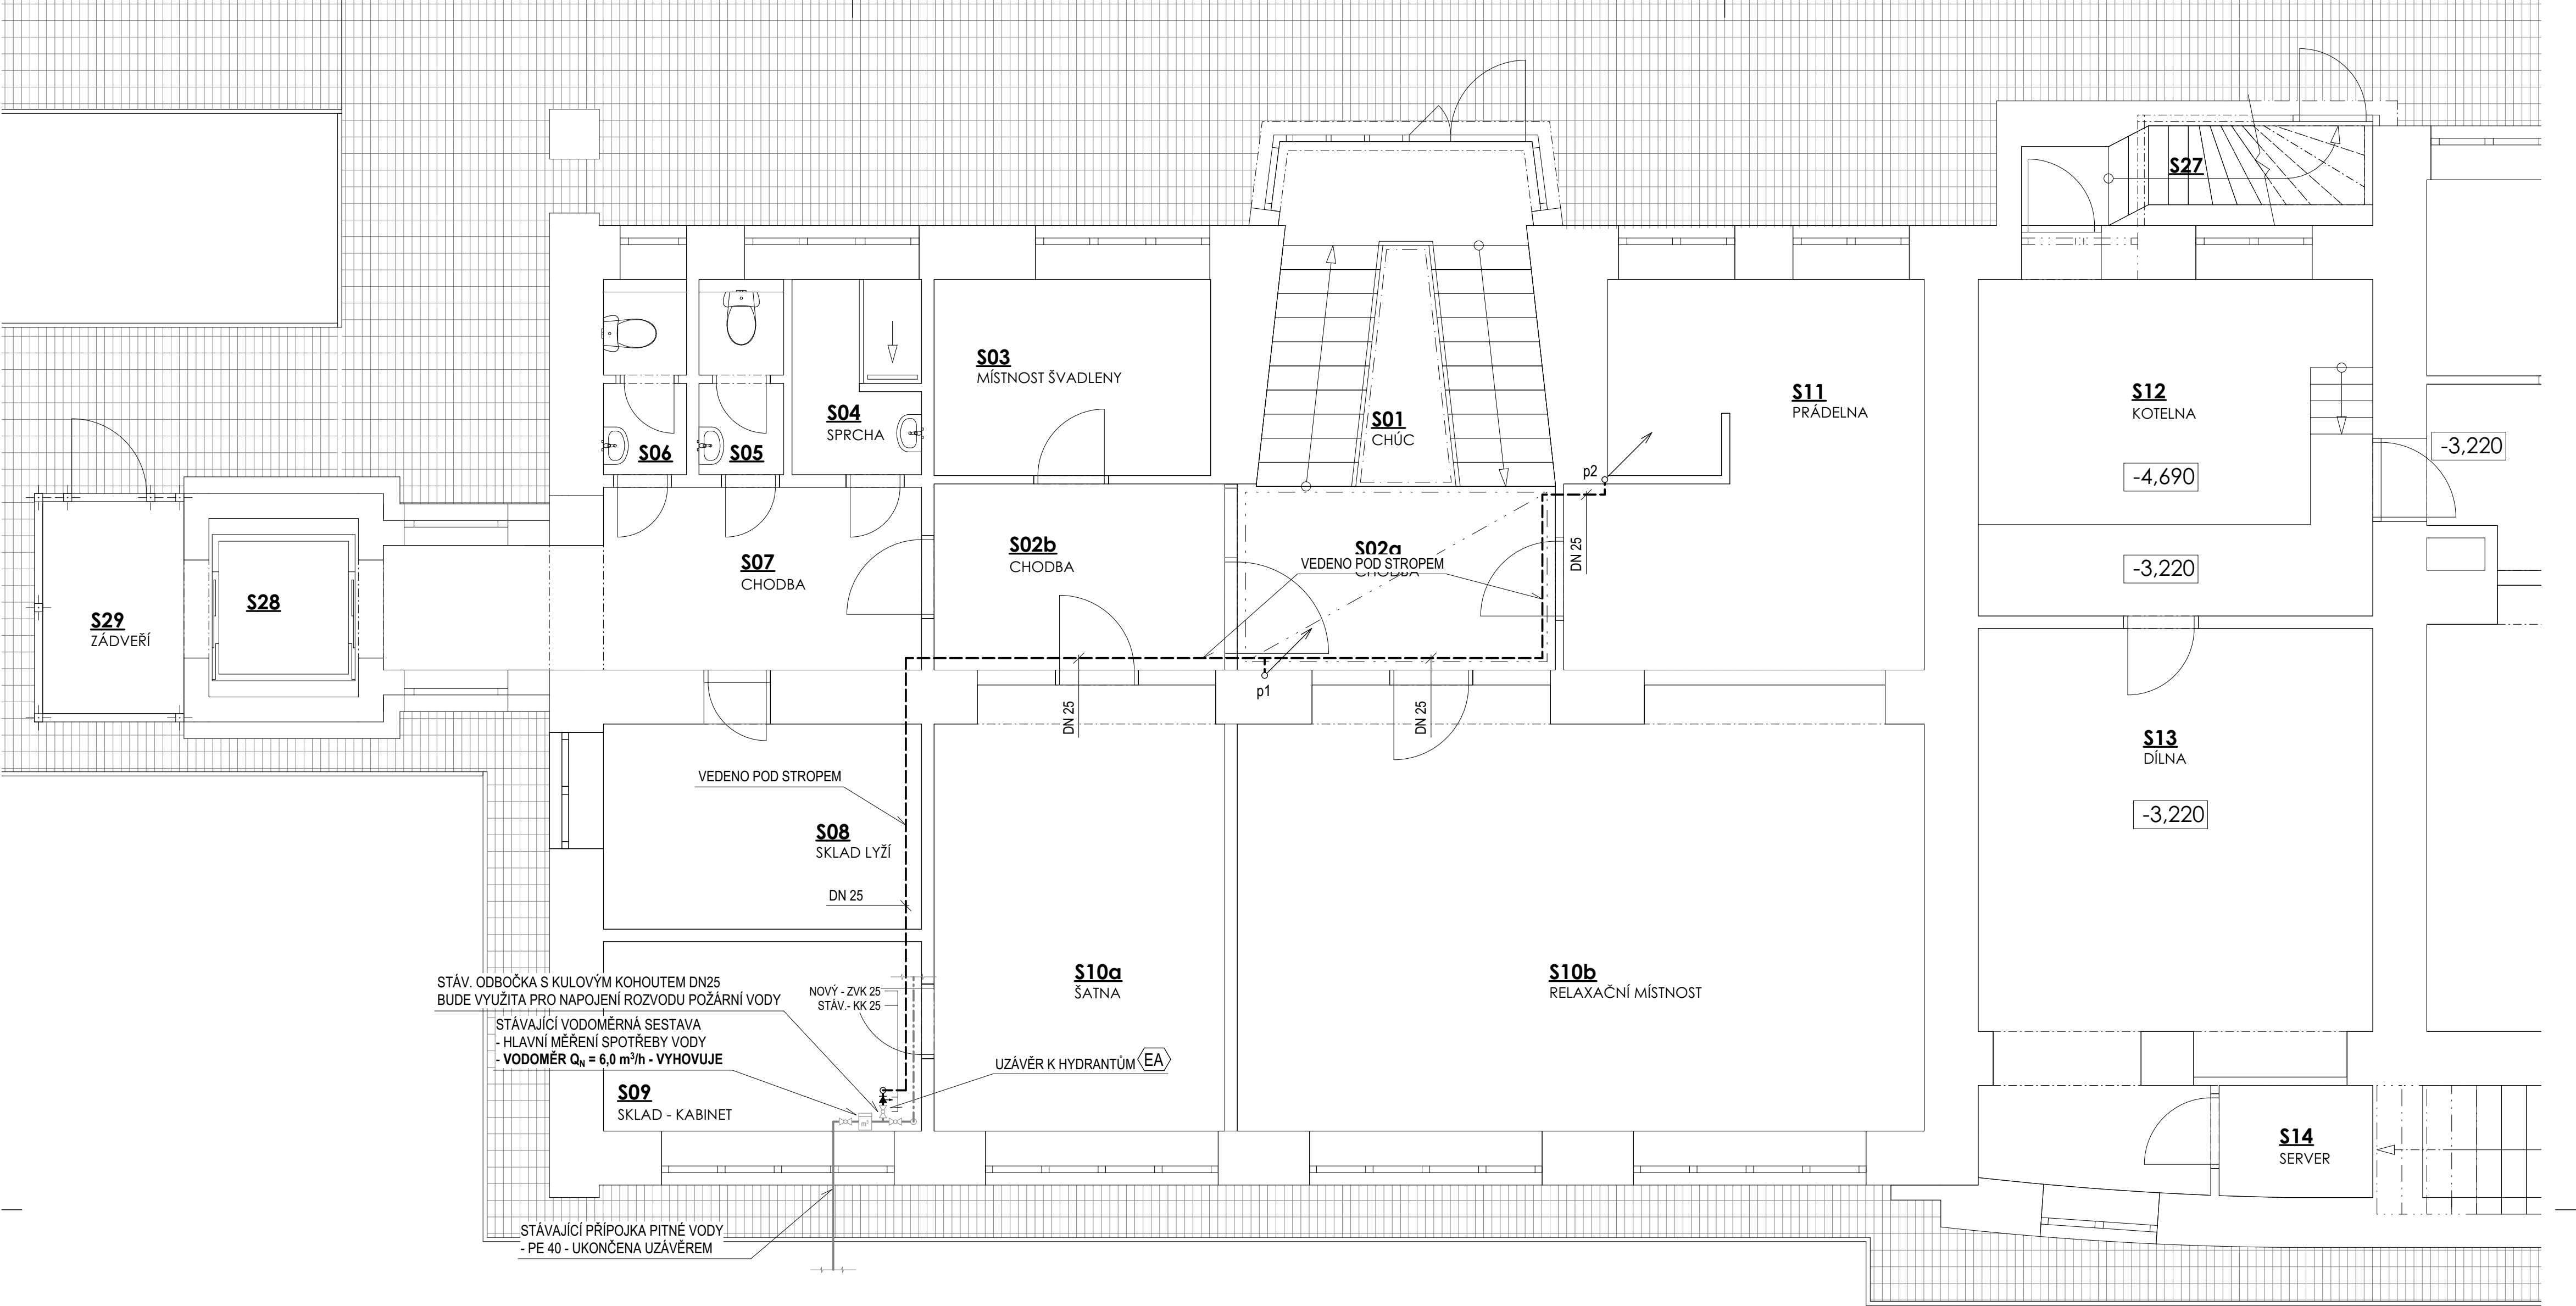 S27
S03
MÍSTNOST ŠVADLENY
S04
SPRCHA
S06
S05
S01
CHÚC
S11
PRÁDELNA
S12
KOTELNA
-4,690
-3,220
-3,220
p2
DN 25
S02b
CHODBA
S02a
VEDENO POD STROPEM
CHODBA
S07
CHODBA
S28
S29
ZÁDVEŘÍ
p1
DN 25
DN 25
S13
DÍLNA
-3,220
VEDENO POD STROPEM
S08
SKLAD LYŽÍ
DN 25
S10a
ŠATNA
S10b
RELAXAČNÍ MÍSTNOST
STÁV. ODBOČKA S KULOVÝM KOHOUTEM DN25
BUDE VYUŽITA PRO NAPOJENÍ ROZVODU POŽÁRNÍ VODY
NOVÝ - ZVK 25
STÁV.- KK 25
STÁVAJÍCÍ VODOMĚRNÁ SESTAVA
- HLAVNÍ MĚŘENÍ SPOTŘEBY VODY
- VODOMĚR Q_N = 6,0 m³/h - VYHOVUJE
UZÁVĚR K HYDRANTŮM EA
S09
SKLAD - KABINET
m³
S14
SERVER
STÁVAJÍCÍ PŘÍPOJKA PITNÉ VODY
- PE 40 - UKONČENA UZÁVĚREM